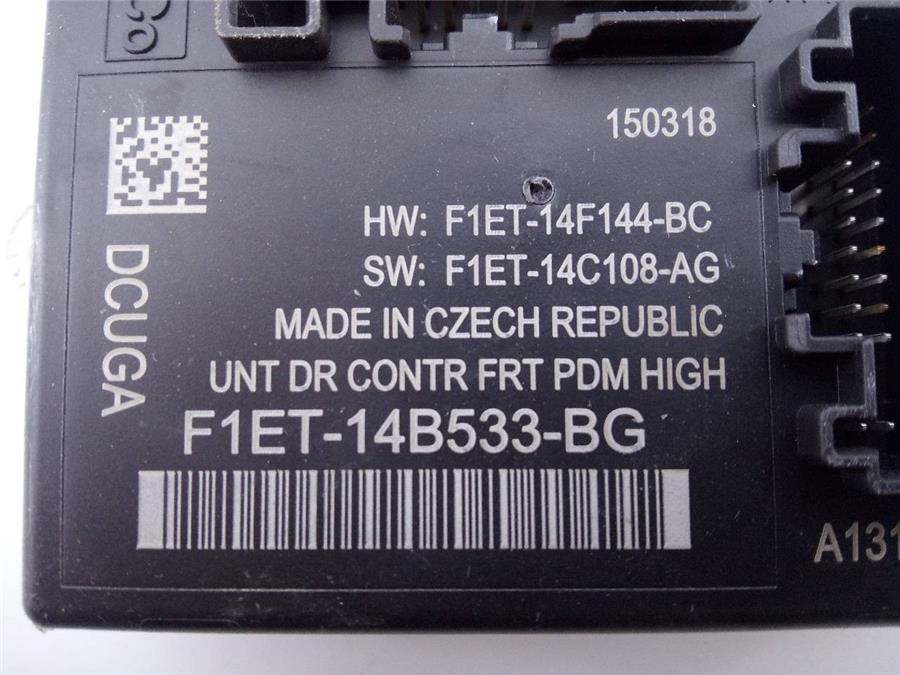 150318
HW: F1ET-14F144-BC
SW: F1ET-14C108-AG
MADE IN CZECH REPUBLIC
UNT DR CONTR FRT PDM HIGH
F1ET-14B533-BG
DCUGA
A131